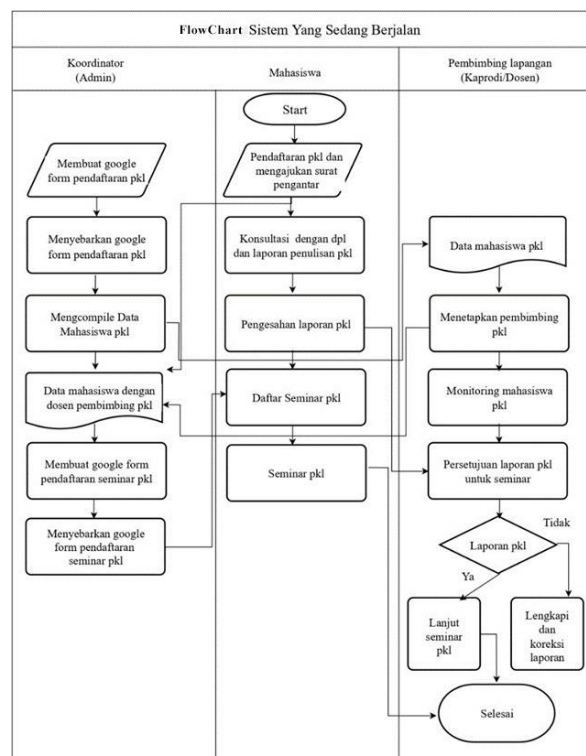 FlowChart Sistem Yang Sedang Berjalan
Koordinator
(Admin)
Mahasiswa
Pembimbing lapangan
(Kaprodi/Dosen)
Start
Membuat google
form pendaftaran pkl
Pendaftaran pkl dan
mengajukan surat
pengantar
Menyebarkan google
form pendaftaran pkl
Konsultasi dengan dpl
dan laporan penulisan pkl
Data mahasiswa pkl
Mengcompile Data
Mahasiswa pkl
Pengesahan laporan pkl
Menetapkan pembimbing
pkl
Data mahasiswa dengan
dosen pembimbing pkl
Daftar Seminar pkl
Monitoring mahasiswa
pkl
Membuat google form
pendaftaran seminar pkl
Seminar pkl
Persetujuan laporan pkl
untuk seminar
Menyebarkan google
form pendaftaran
seminar pkl
Laporan pkl
Tidak
Ya
Lanjut
seminar
pkl
Lengkapi
dan
koreksi
laporan
Selesai